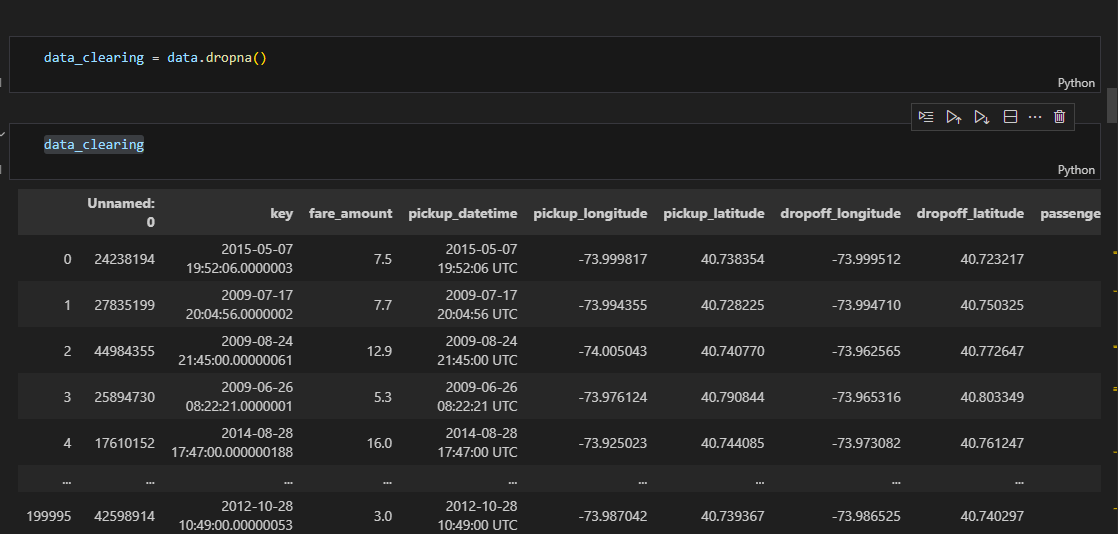 data_clearing = data.dropna()
Python
data_clearing
Python
Unnamed:
0 key fare_amount pickup_datetime pickup_longitude pickup_latitude dropoff_longitude dropoff_latitude passenge
0 24238194 2015-05-07
19:52:06.0000003 7.5 2015-05-07
19:52:06 UTC -73.999817 40.738354 -73.999512 40.723217
1 27835199 2009-07-17
20:04:56.0000002 7.7 2009-07-17
20:04:56 UTC -73.994355 40.728225 -73.994710 40.750325
2 44984355 2009-08-24
21:45:00.00000061 12.9 2009-08-24
21:45:00 UTC -74.005043 40.740770 -73.962565 40.772647
3 25894730 2009-06-26
08:22:21.0000001 5.3 2009-06-26
08:22:21 UTC -73.976124 40.790844 -73.965316 40.803349
4 17610152 2014-08-28
17:47:00.000000188 16.0 2014-08-28
17:47:00 UTC -73.925023 40.744085 -73.973082 40.761247
... ... ... ... ... ... ... ... ...
199995 42598914 2012-10-28
10:49:00.00000053 3.0 2012-10-28
10:49:00 UTC -73.987042 40.739367 -73.986525 40.740297